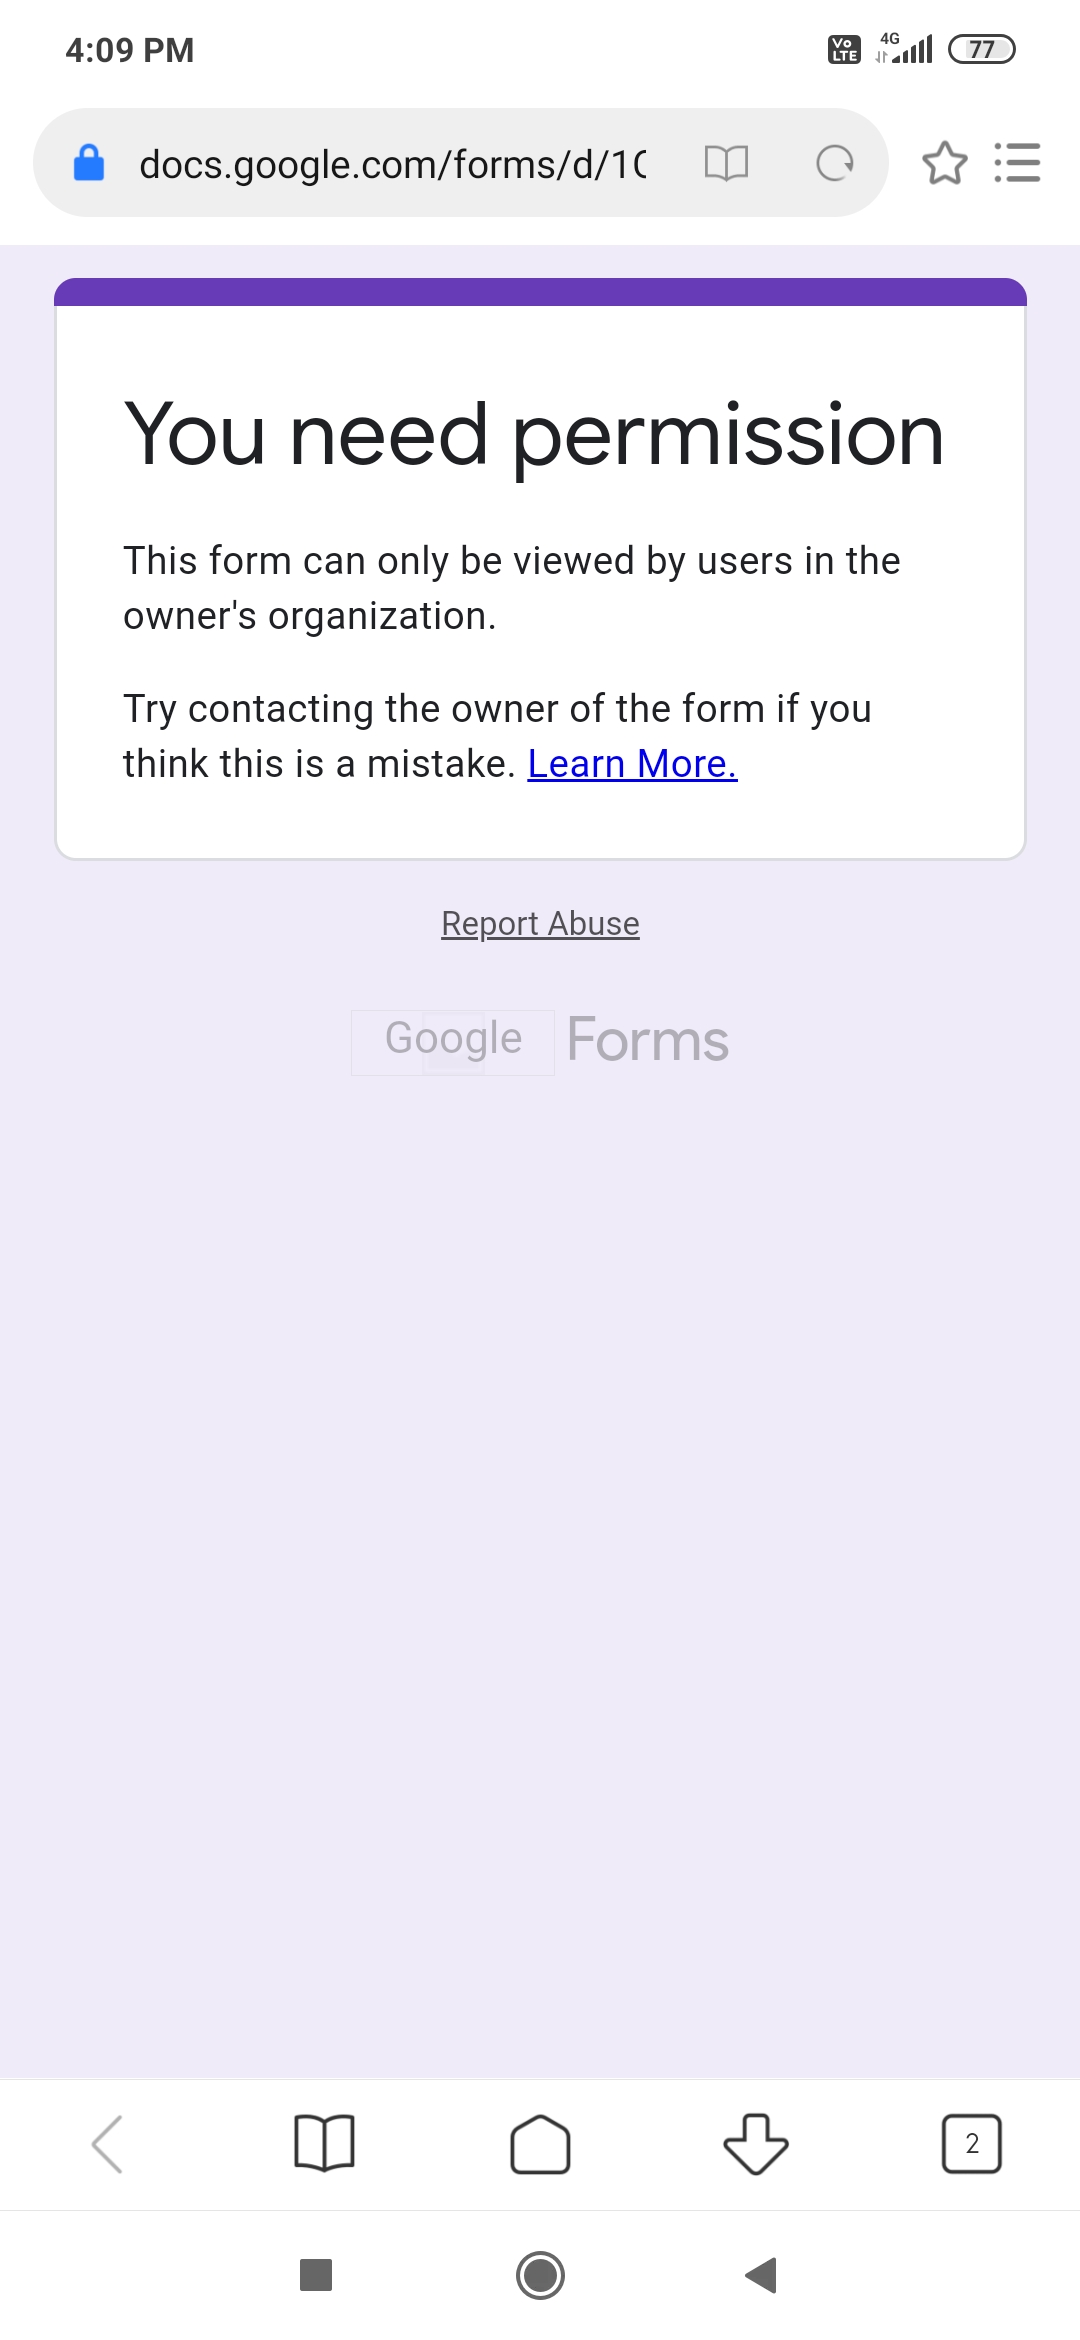 4:09 PM
Vo LTE
4G
77
docs.google.com/forms/d/1
You need permission
This form can only be viewed by users in the
owner's organization.
Try contacting the owner of the form if you
think this is a mistake. Learn More.
Report Abuse
Google Forms
2